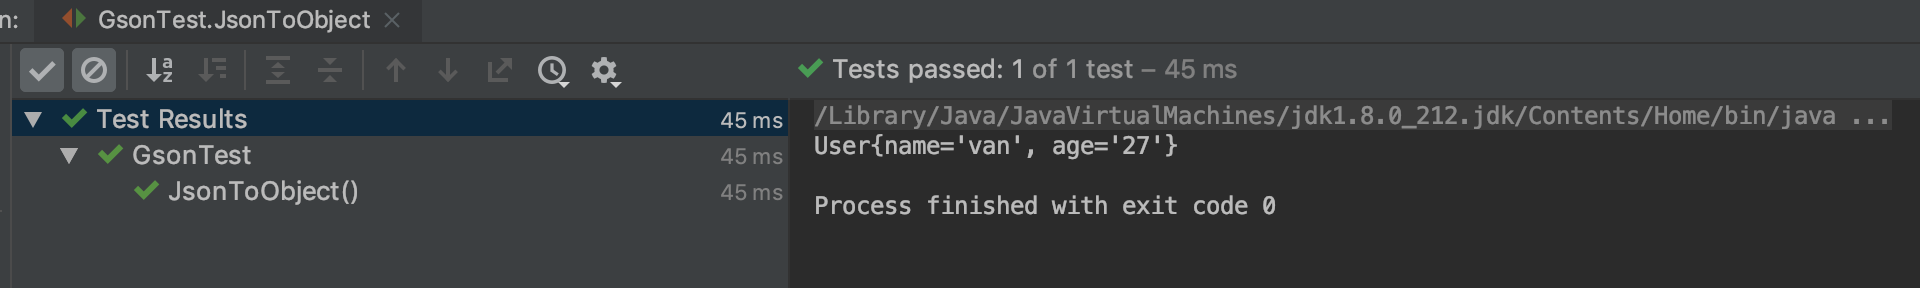 n:
GsonTest.JsonToObject
Tests passed: 1 of 1 test – 45 ms
Test Results 45 ms
GsonTest 45 ms
JsonToObject() 45 ms
/Library/Java/JavaVirtualMachines/jdk1.8.0_212.jdk/Contents/Home/bin/java ...
User{name='van', age='27'}
Process finished with exit code 0